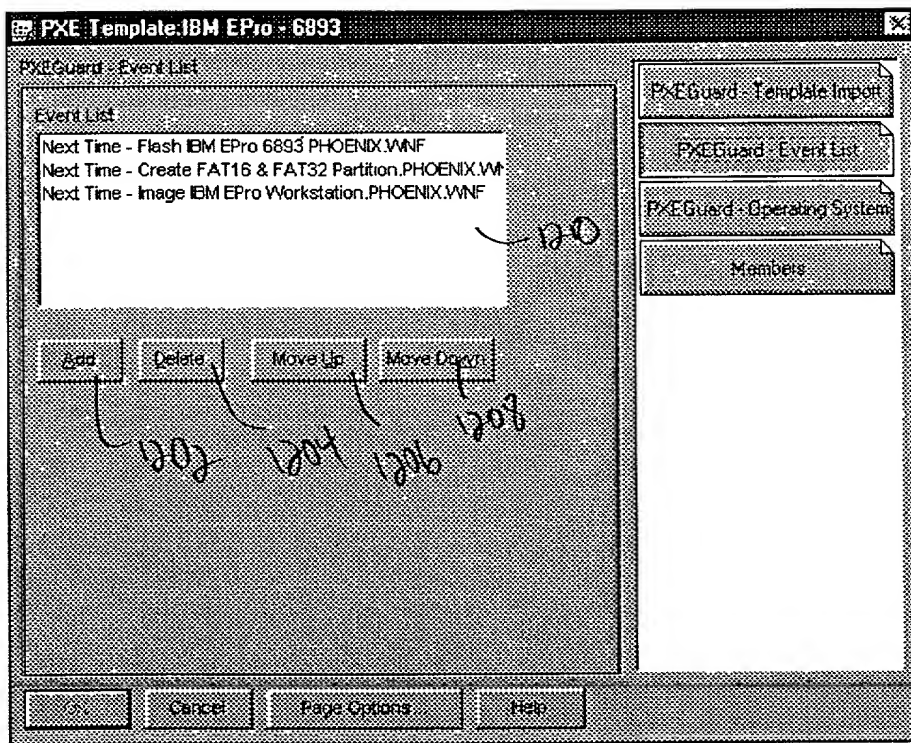 PXE Template:IBM EPro - 6893
PXEGuard - Event List
Event List
Next Time - Flash IBM EPro 6893 PHOENIX.WNF
Next Time - Create FAT16 & FAT32 Partition.PHOENIX.WN
Next Time - Image IBM EPro Workstation.PHOENIX.WNF
120
Add
Delete
Move Up
Move Down
1202
1204
1206
1208
PXEGuard - Template Import
PXEGuard - Event List
PXEGuard - Operating System
Members
Cancel
Page Options
Help